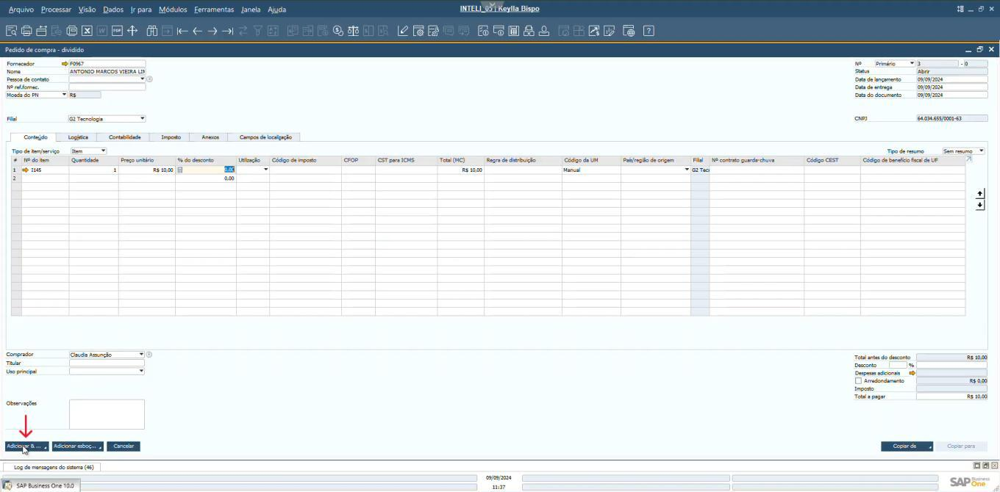 Arquivo Processar Visão Dados Ir para Módulos Ferramentas Janela Ajuda INTELI_05 | Keylla Bispo
Pedido de compra - dividido
Fornecedor F0967 Nº Primário 3 - 0
Nome ANTONIO MARCOS VIEIRA LIM Status Abrir
Pessoa de contato Data de lançamento 09/09/2024
Nº ref.fornec. Data de entrega 09/09/2024
Moeda do PN R$ Data do documento 09/09/2024
Filial G2 Tecnologia CNPJ 64.034.655/0001-63
Conteúdo Logística Contabilidade Imposto Anexos Campos de localização
Tipo de item/serviço Item Tipo de resumo Sem resumo
# Nº do item Quantidade Preço unitário % do desconto Utilização Código de imposto CFOP CST para ICMS Total (MC) Regra de distribuição Código da UM País/região de origem Filial Nº contrato guarda-chuva Código CEST Código de benefício fiscal de UF
1 I145 1 R$ 10,00 0.00 R$ 10,00 Manual G2 Tecn
2 0.00
Comprador Claudia Assunção Total antes do desconto R$ 10,00
Titular Desconto %
Uso principal Despesas adicionais
Arredondamento R$ 0,00
Imposto
Total a pagar R$ 10,00
Observações
Adicionar & ... Adicionar esboç... Cancelar Copiar de Copiar para
Log de mensagens do sistema (46)
09/09/2024
SAP Business One 10.0 11:37 SAP Business One